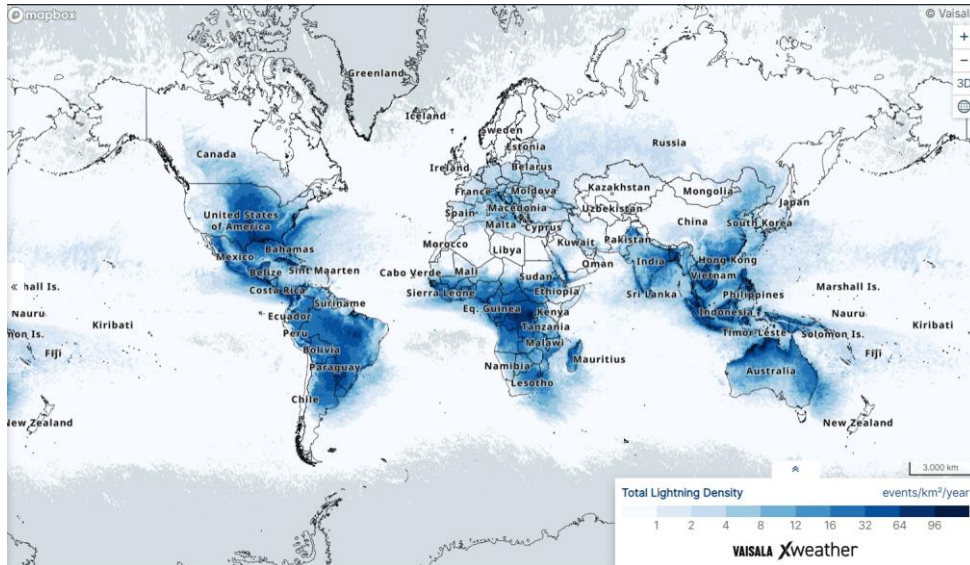 mapbox
© Vaisal
+
−
3D
Greenland
Iceland
Sweden
Estonia
Russia
Canada
Ireland
Belarus
France
Moldova
Kazakhstan
Mongolia
United States
of America
Spain
Macedonia
Uzbekistan
Japan
Malta
Cyprus
China
South Korea
Morocco
Kuwait
Pakistan
Bahamas
Libya
Mexico
Oman
India
Hong Kong
Belize
Sint Maarten
Cabo Verde
Mali
Sudan
Vietnam
« hall Is.
Marshall Is.
Costa Rica
Sierra Leone
Ethiopia
Sri Lanka
Philippines
Suriname
Nauru
Eq. Guinea
Kenya
Indonesia
Nauru
Kiribati
Ecuador
Tanzania
Kiribati
mon Is.
Peru
Timor-Leste
Solomon Is.
Malawi
Fiji
Bolivia
Mauritius
Fiji
Paraguay
Namibia
Australia
Lesotho
Chile
New Zealand
New Zealand
3.000 km
Total Lightning Density
events/km²/year
1 2 4 8 12 16 32 64 96
VAISALA Xweather